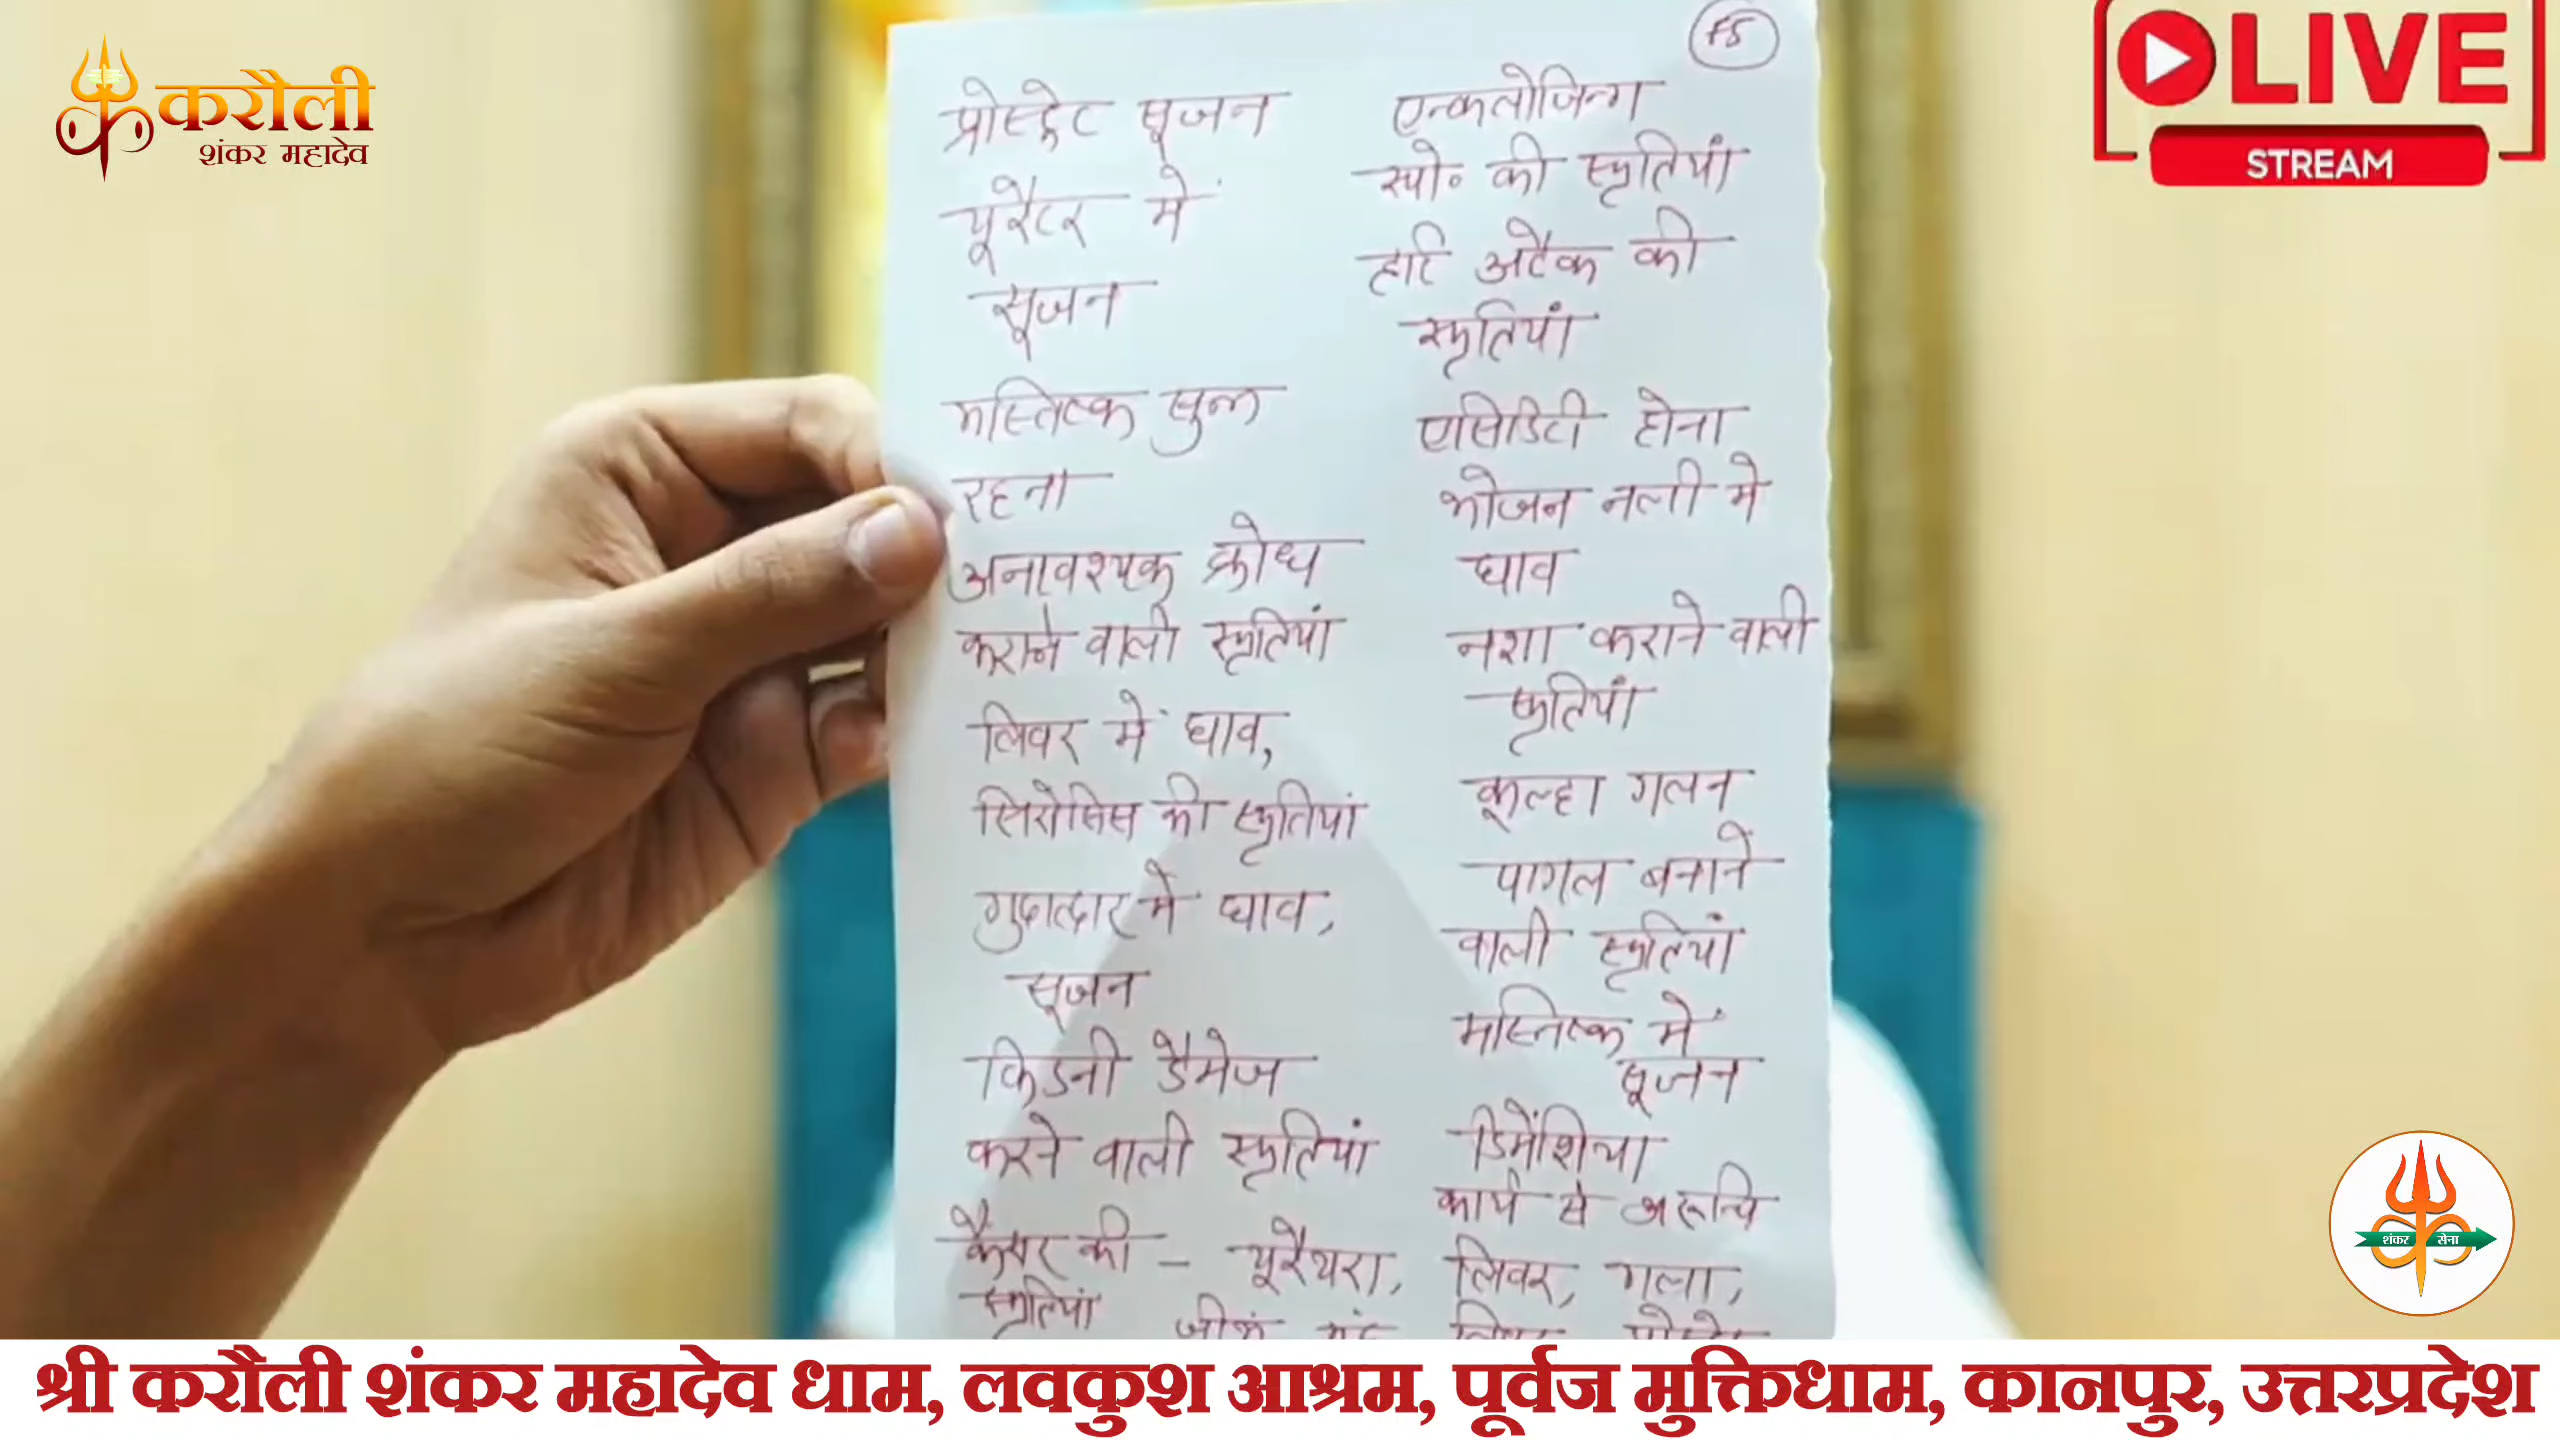 करौली
शंकर महादेव
LIVE
STREAM
F5
प्रोस्ट्रेट सूजन
यूरैटर में
सूजन
मस्तिष्क सुन्न
रहना
अनावश्यक क्रोध
कराने वाली स्मृतियां
लिवर में घाव,
सिरोसिस की स्मृतियां
गुदाद्वार में घाव,
सूजन
किडनी डैमेज
करने वाली स्मृतियां
कैंसर की – यूरैथरा, लिवर, गला,
स्मृतियां
एन्कलोजिन्ग
स्पो॰ की स्मृतियां
हार्ट अटैक की
स्मृतियां
एसिडिटी होना
भोजन नली में
घाव
नशा कराने वाली
स्मृतियां
कूल्हा गलन
पागल बनाने
वाली स्मृतियां
मस्तिष्क में
सूजन
डिमेंशिया
कार्य से अरूचि
शंकर सेना
श्री करौली शंकर महादेव धाम, लवकुश आश्रम, पूर्वज मुक्तिधाम, कानपुर, उत्तरप्रदेश